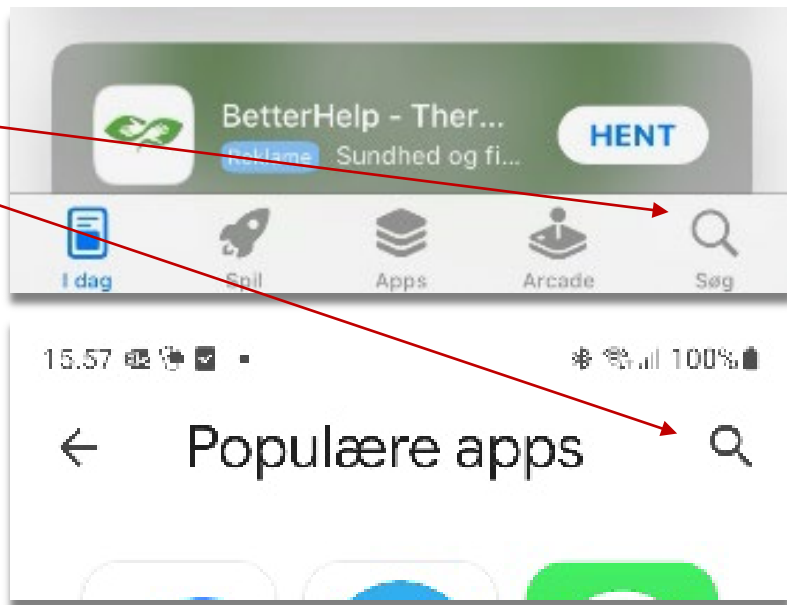 BetterHelp - Ther...
HENT
Reklame Sundhed og fi...
I dag Spil Apps Arcade Søg
15.57 100%
Populære apps